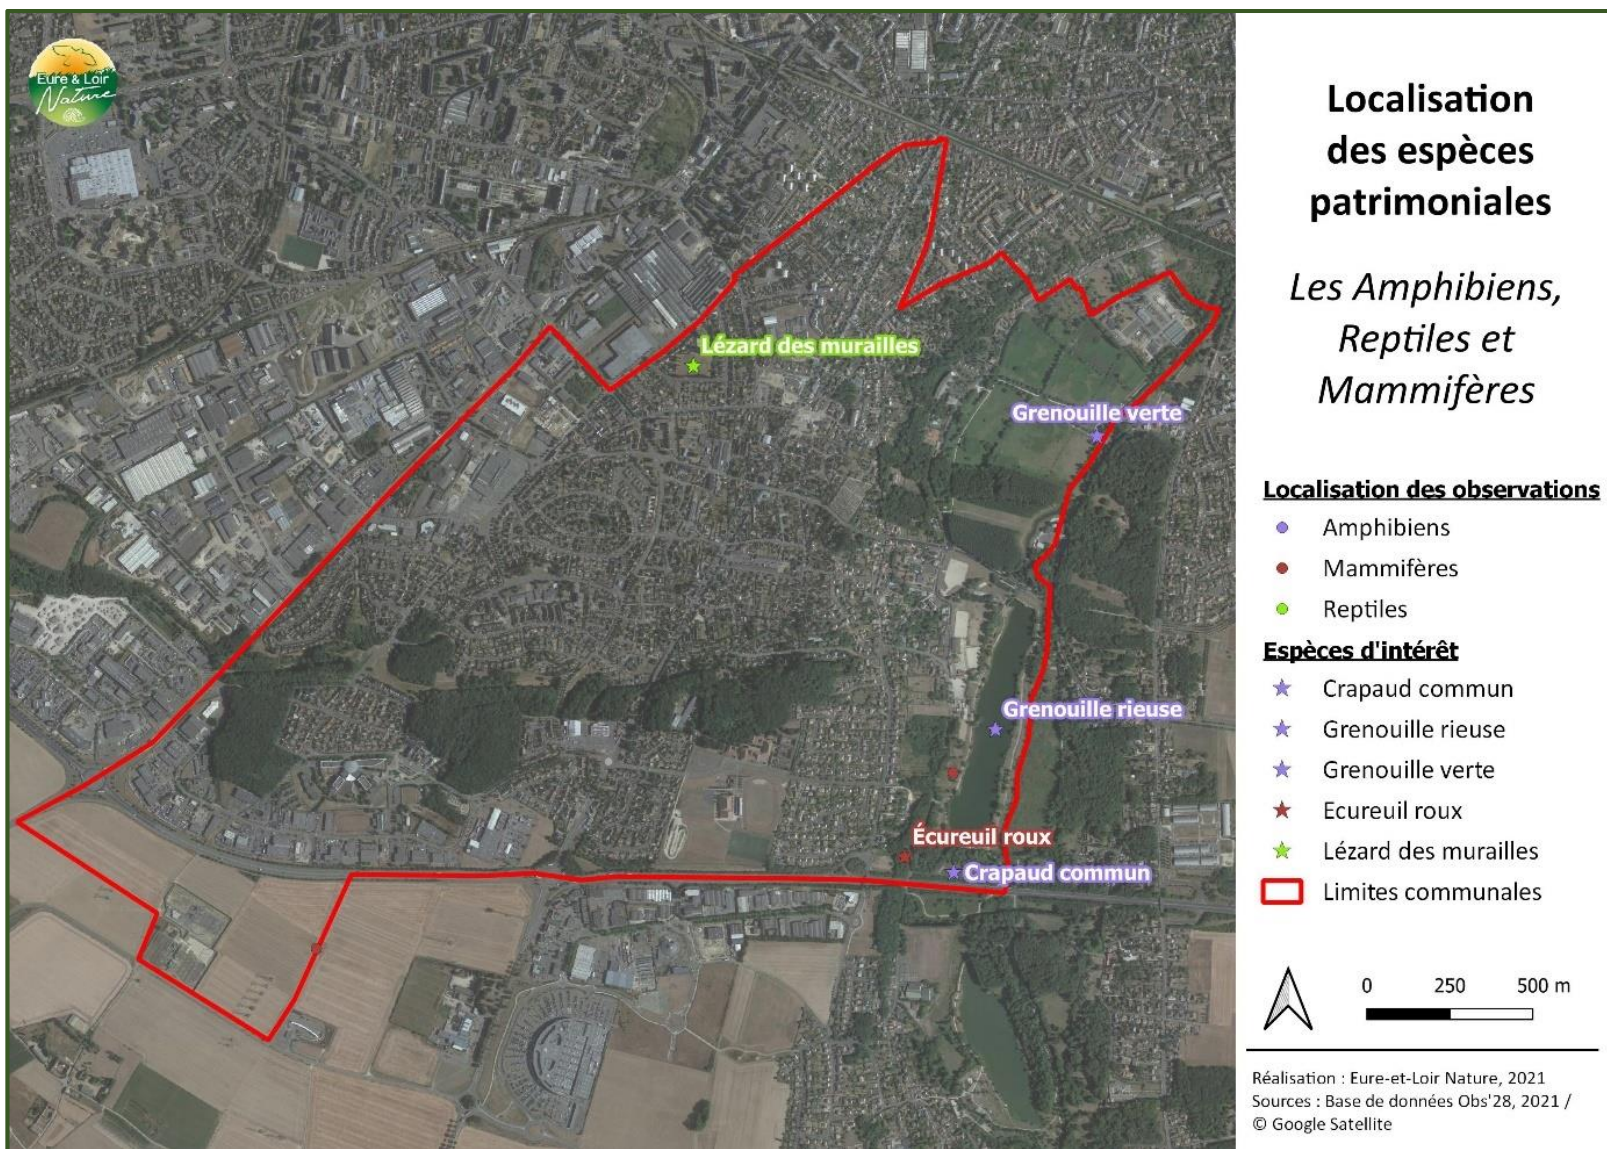 Eure & Loir
Nature
Localisation
des espèces
patrimoniales
Les Amphibiens,
Reptiles et
Mammifères
Lézard des murailles
Grenouille verte
Grenouille rieuse
Écureuil roux
Crapaud commun
Localisation des observations
Amphibiens
Mammifères
Reptiles
Espèces d'intérêt
Crapaud commun
Grenouille rieuse
Grenouille verte
Ecureuil roux
Lézard des murailles
Limites communales
0 250 500 m
Réalisation : Eure-et-Loir Nature, 2021
Sources : Base de données Obs'28, 2021 /
© Google Satellite